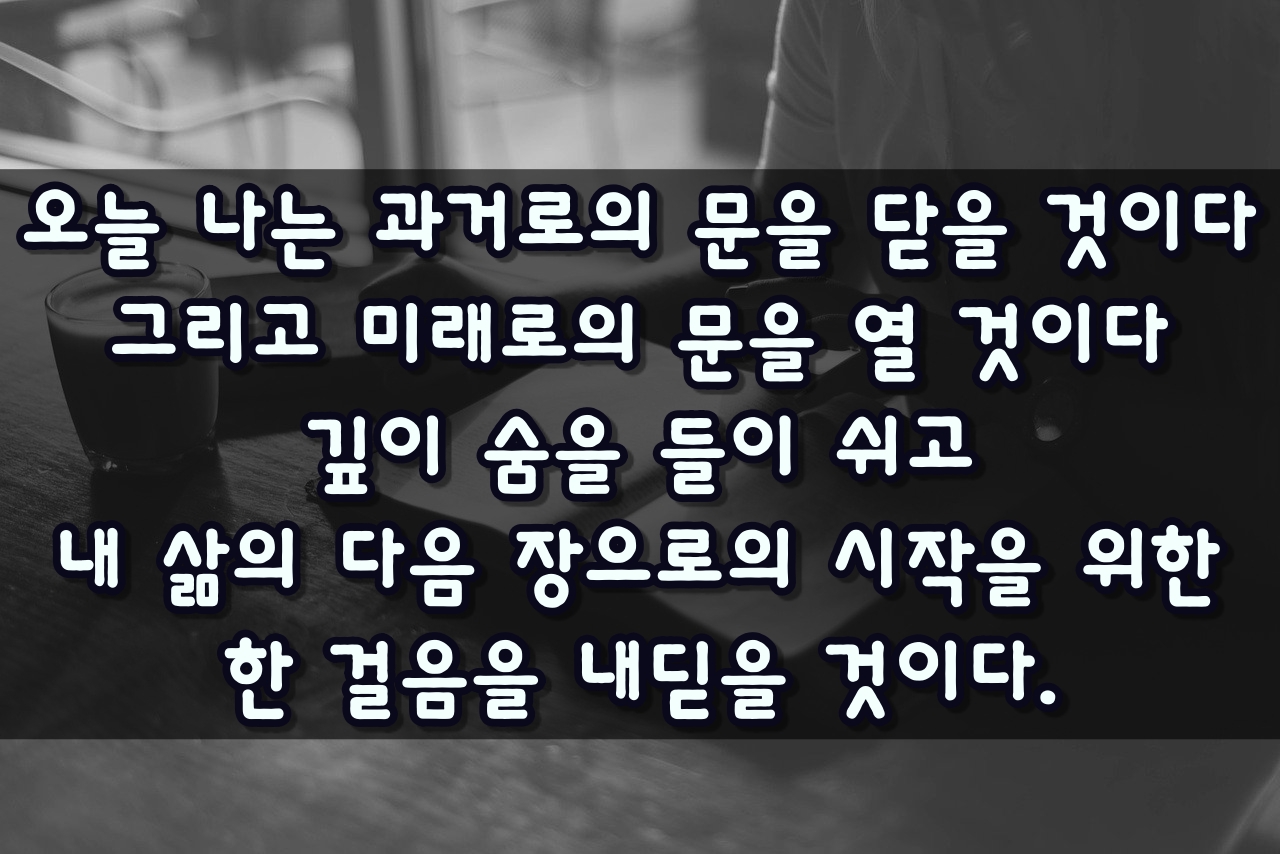 오늘 나는 과거로의 문을 닫을 것이다
그리고 미래로의 문을 열 것이다
깊이 숨을 들이 쉬고
내 삶의 다음 장으로의 시작을 위한
한 걸음을 내딛을 것이다.